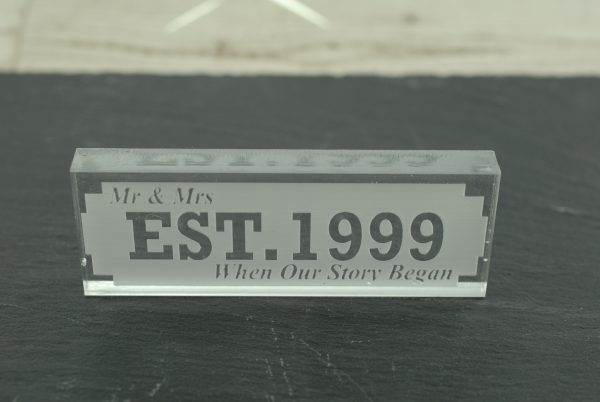 Mr & Mrs
EST.1999
When Our Story Began